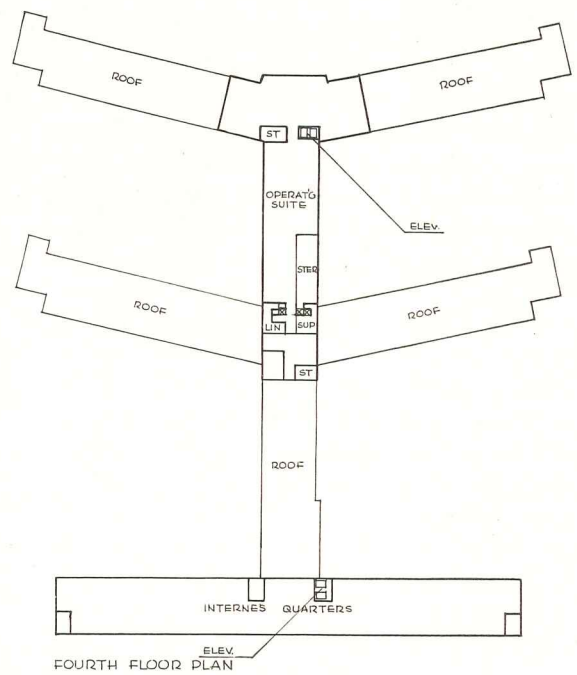 ROOF
ROOF
ST
OPERAT'G
SUITE
ELEV.
STER
ROOF
ROOF
LIN
SUP
ST
ROOF
INTERNES QUARTERS
ELEV.
FOURTH FLOOR PLAN